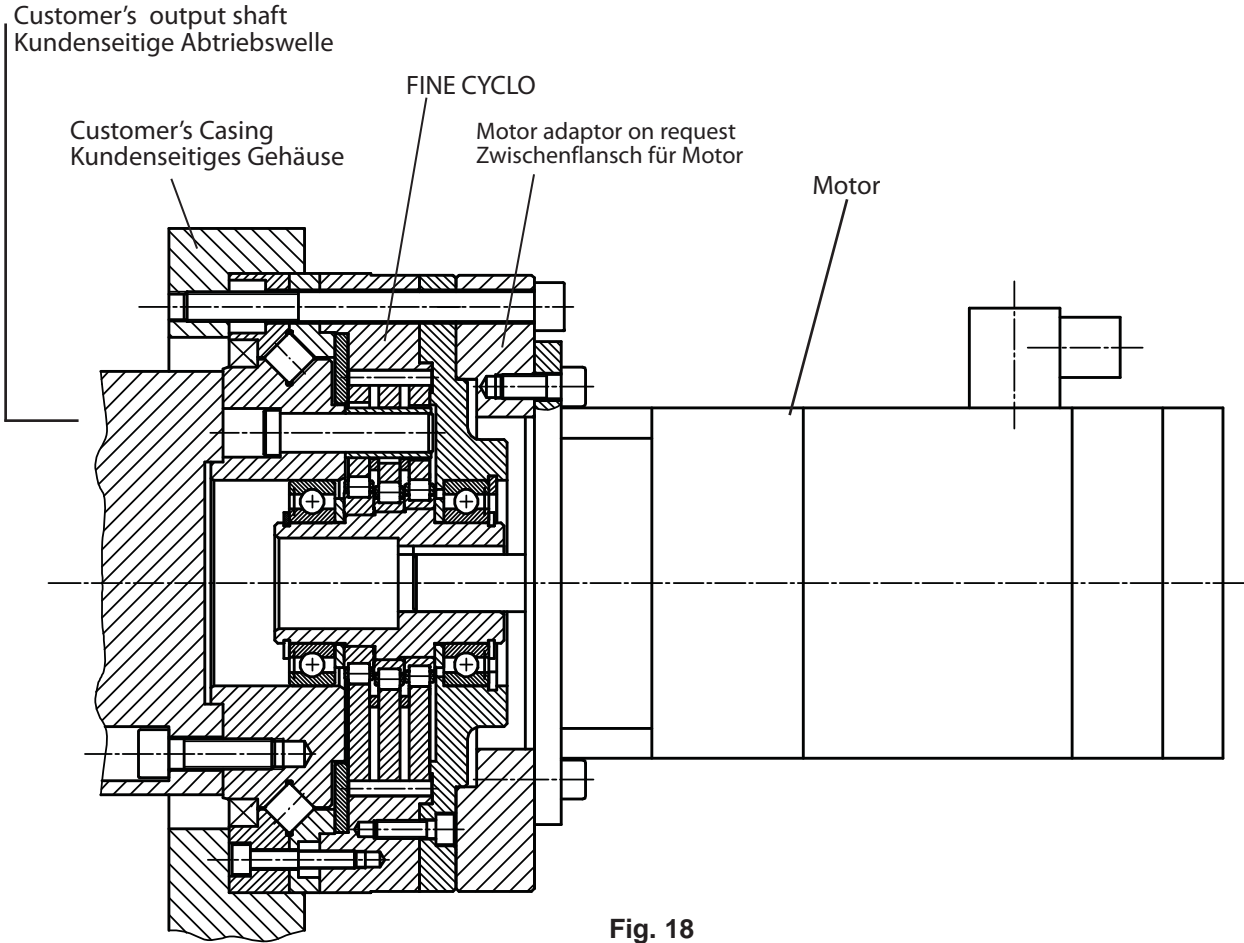 Customer's output shaft
Kundenseitige Abtriebswelle
FINE CYCLO
Customer's Casing
Kundenseitiges Gehäuse
Motor adaptor on request
Zwischenflansch für Motor
Motor
Fig. 18